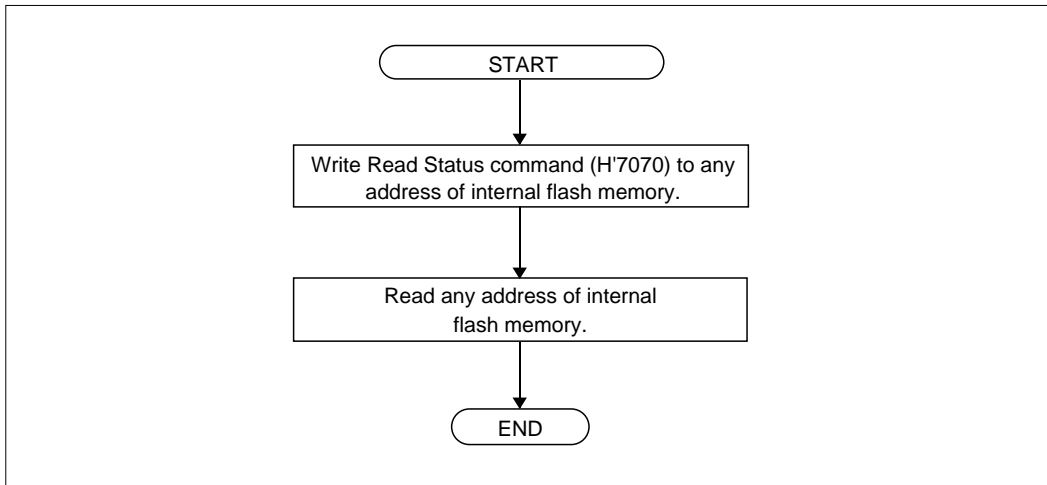 START
Write Read Status command (H'7070) to any
address of internal flash memory.
Read any address of internal
flash memory.
END